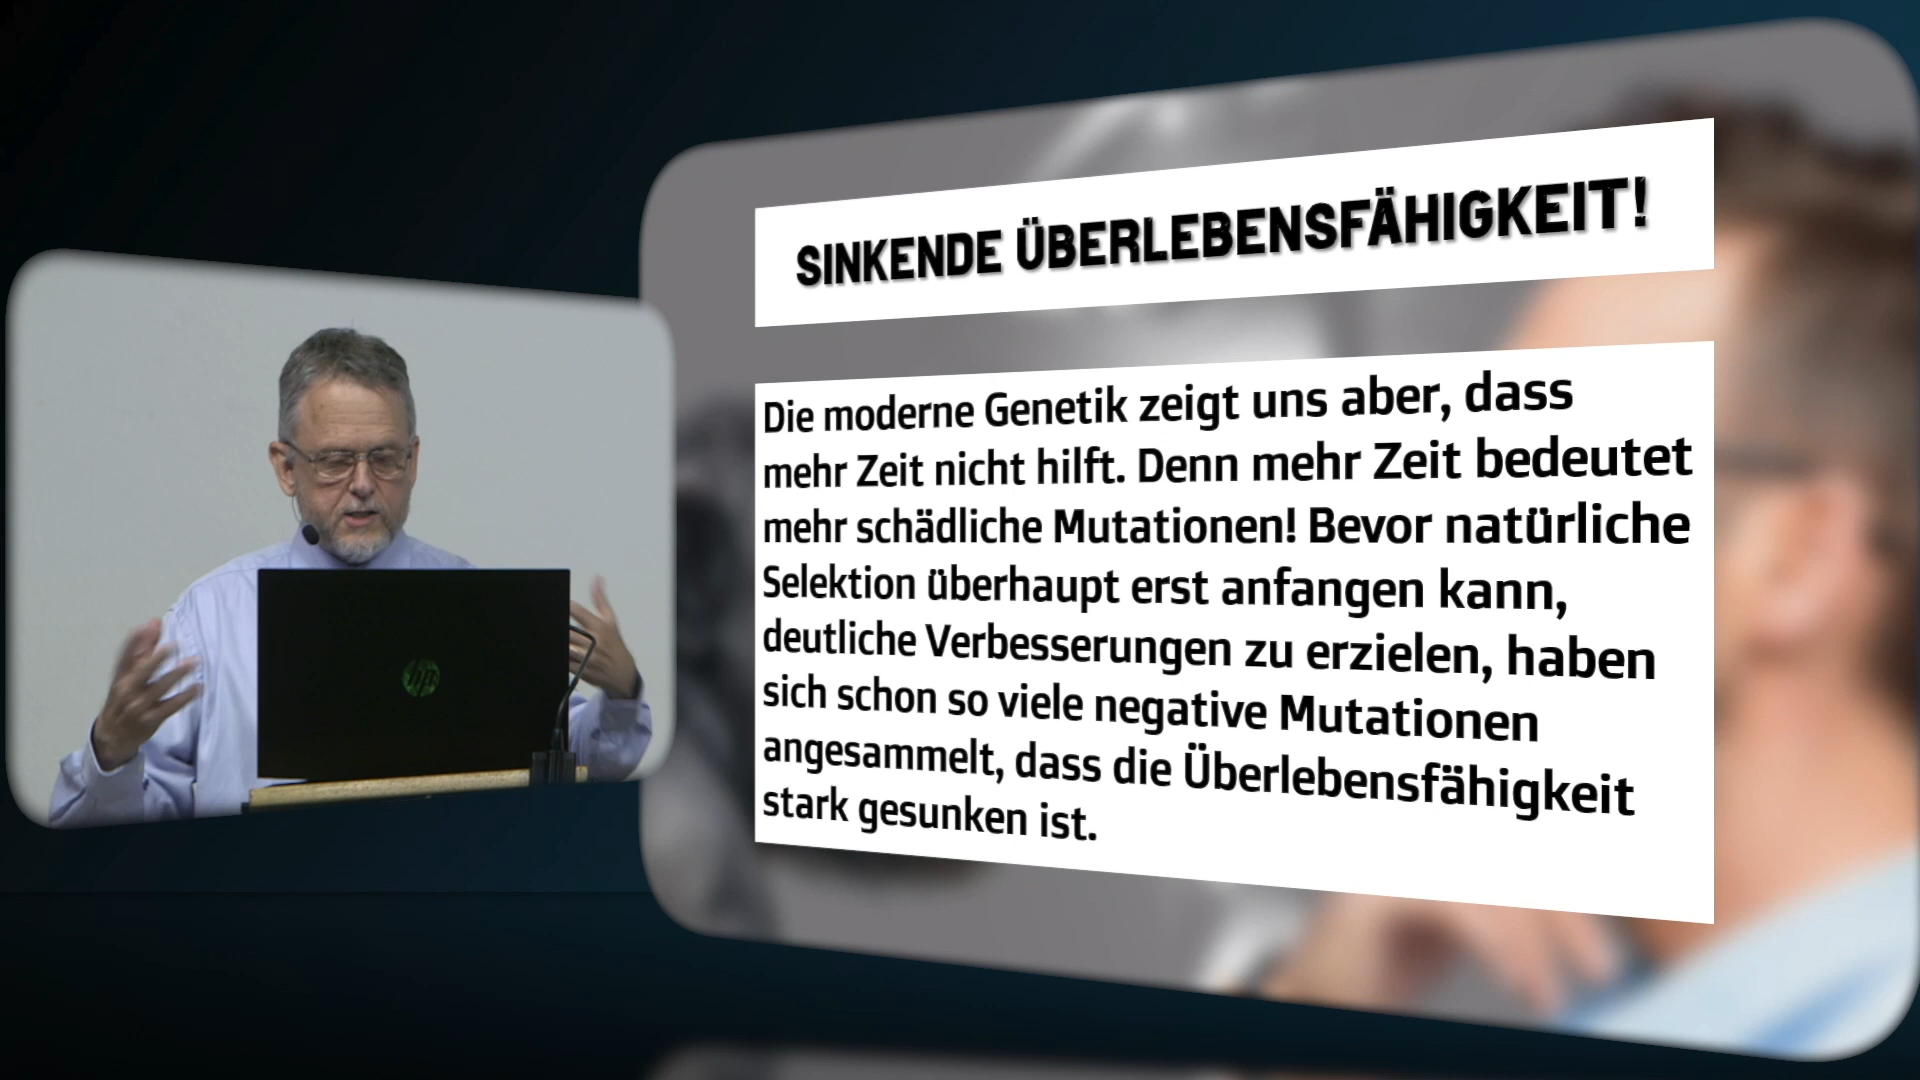 SINKENDE ÜBERLEBENSFÄHIGKEIT!
Die moderne Genetik zeigt uns aber, dass
mehr Zeit nicht hilft. Denn mehr Zeit bedeutet
mehr schädliche Mutationen! Bevor natürliche
Selektion überhaupt erst anfangen kann,
deutliche Verbesserungen zu erzielen, haben
sich schon so viele negative Mutationen
angesammelt, dass die Überlebensfähigkeit
stark gesunken ist.
hp